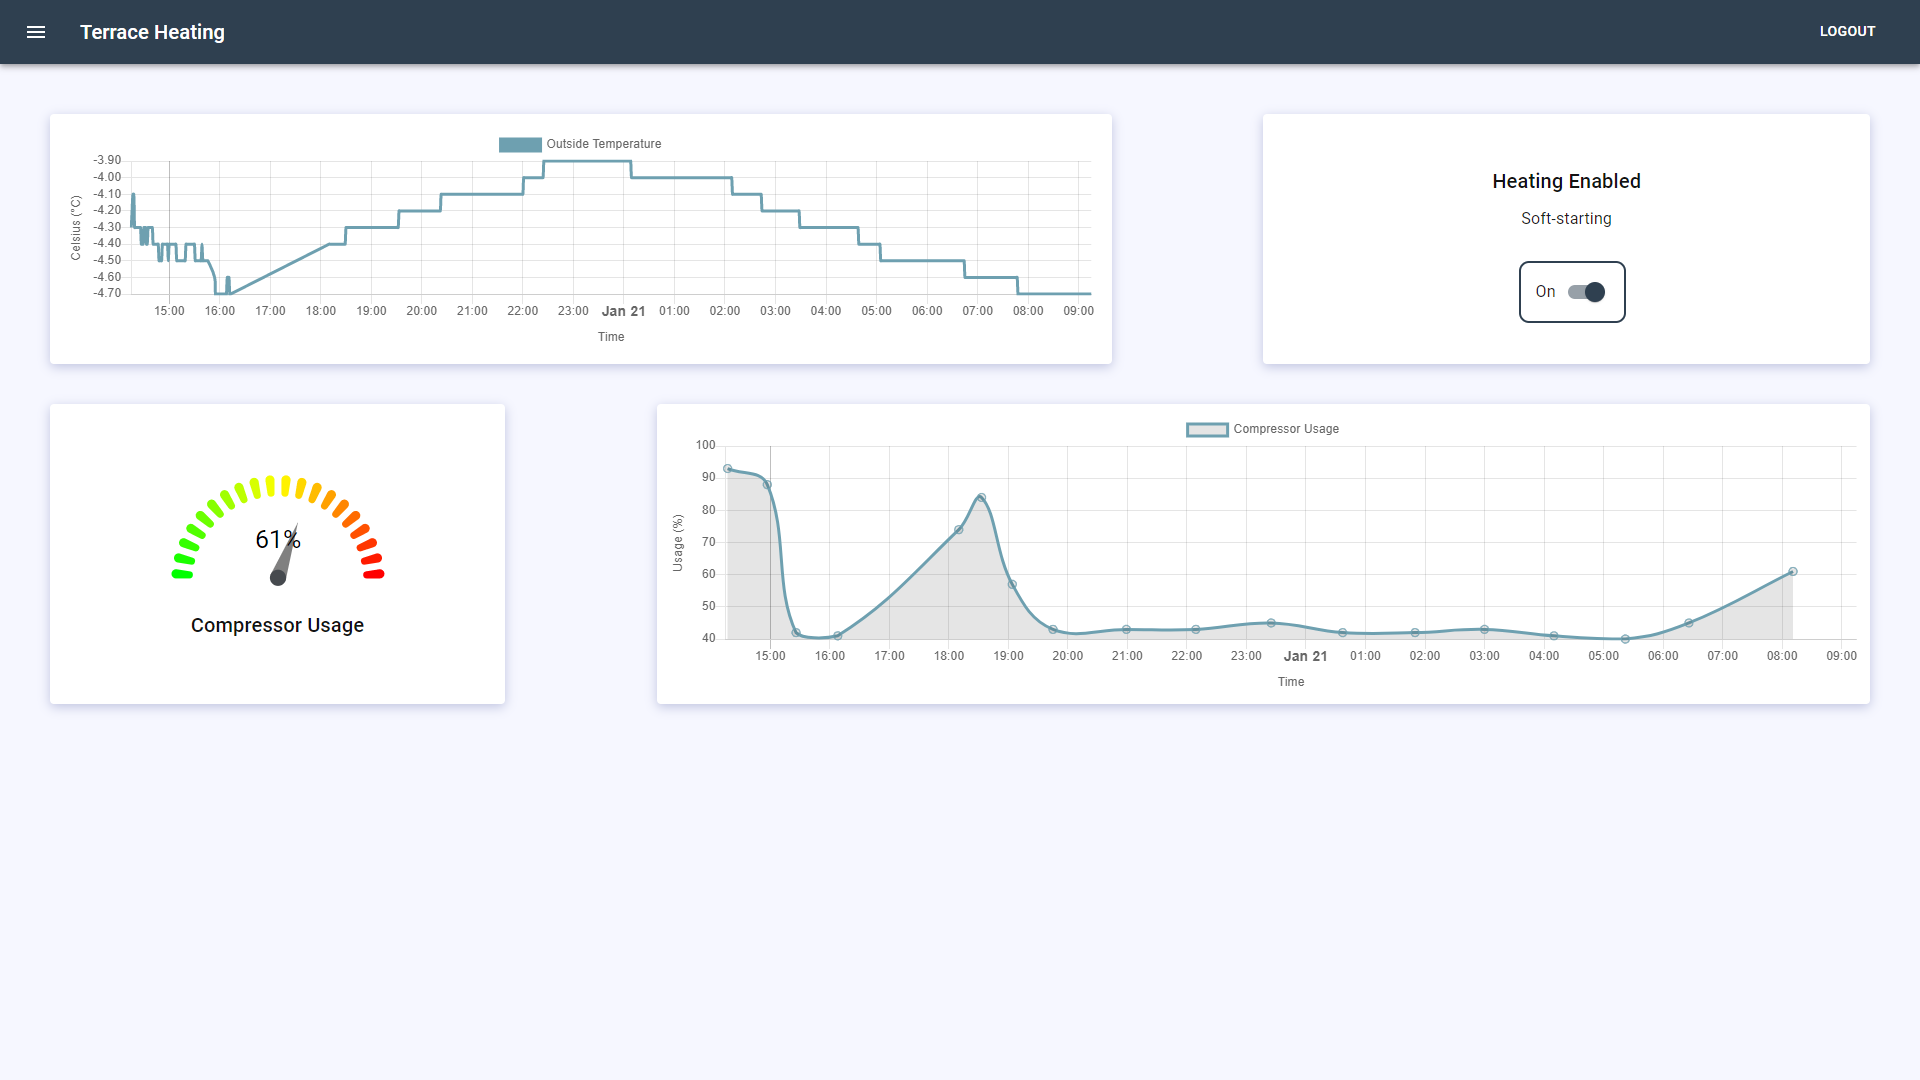 Terrace Heating
LOGOUT
Outside Temperature
-3.90
-4.00
-4.10
-4.20
-4.30
-4.40
-4.50
-4.60
-4.70
Celsius (°C)
15:00 16:00 17:00 18:00 19:00 20:00 21:00 22:00 23:00 Jan 21 01:00 02:00 03:00 04:00 05:00 06:00 07:00 08:00 09:00
Time
Heating Enabled
Soft-starting
On
61%
Compressor Usage
Compressor Usage
100
90
80
70
60
50
40
Usage (%)
15:00 16:00 17:00 18:00 19:00 20:00 21:00 22:00 23:00 Jan 21 01:00 02:00 03:00 04:00 05:00 06:00 07:00 08:00 09:00
Time